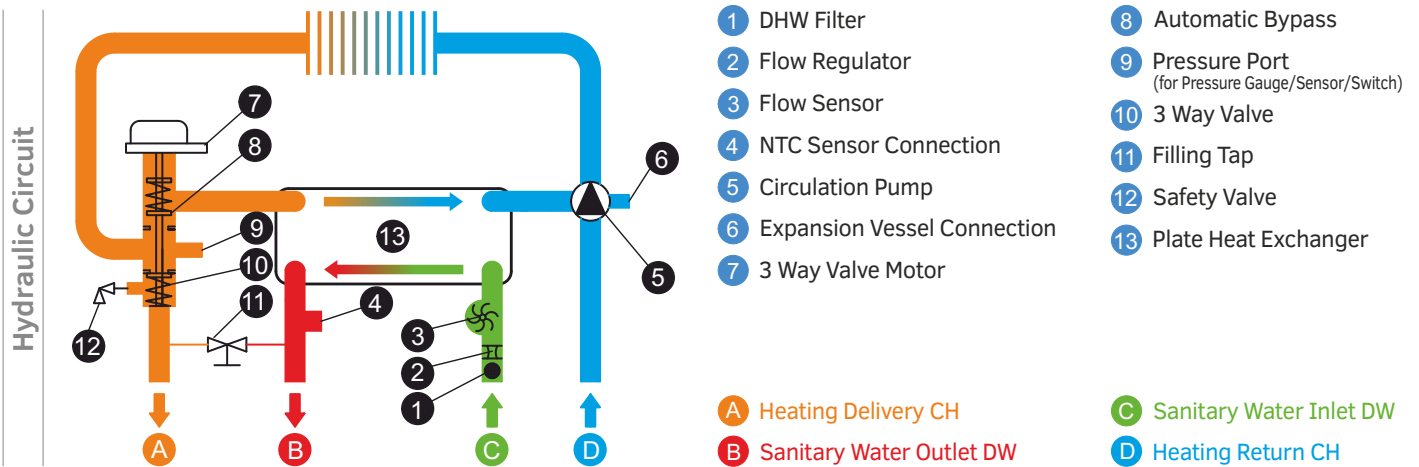 Hydraulic Circuit
7
8
9
10
11
12
13
6
5
4
3
2
1
A
B
C
D
1 DHW Filter
2 Flow Regulator
3 Flow Sensor
4 NTC Sensor Connection
5 Circulation Pump
6 Expansion Vessel Connection
7 3 Way Valve Motor
8 Automatic Bypass
9 Pressure Port
(for Pressure Gauge/Sensor/Switch)
10 3 Way Valve
11 Filling Tap
12 Safety Valve
13 Plate Heat Exchanger
A Heating Delivery CH
B Sanitary Water Outlet DW
C Sanitary Water Inlet DW
D Heating Return CH